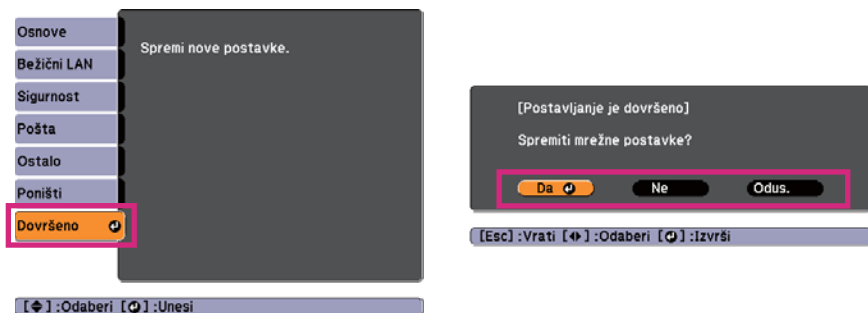 Osnove
Bežični LAN
Sigurnost
Pošta
Ostalo
Poništi
Dovršeno
Spremi nove postavke.
[ ] :Odaberi [ ] :Unesi
[Postavljanje je dovršeno]
Spremiti mrežne postavke?
Da Ne Odus.
[Esc] :Vrati [ ] :Odaberi [ ] :Izvrši